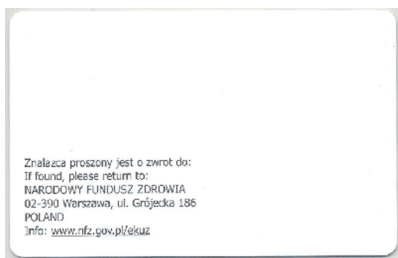 Znalazca proszony jest o zwrot do:
If found, please return to:
NARODOWY FUNDUSZ ZDROWIA
02-390 Warszawa, ul. Grójecka 186
POLAND
Info: www.nfz.gov.pl/ekuz